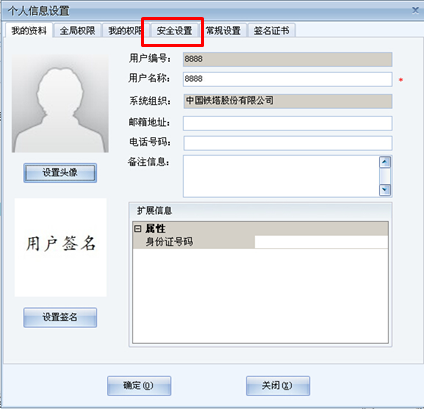 个人信息设置
我的资料 全局权限 我的权限 安全设置 常规设置 签名证书
用户编号： 8888
用户名称： 8888 *
系统组织： 中国铁塔股份有限公司
邮箱地址：
电话号码：
备注信息：
设置头像
扩展信息
属性
身份证号码
用户签名
设置签名
确定(O) 关闭(X)